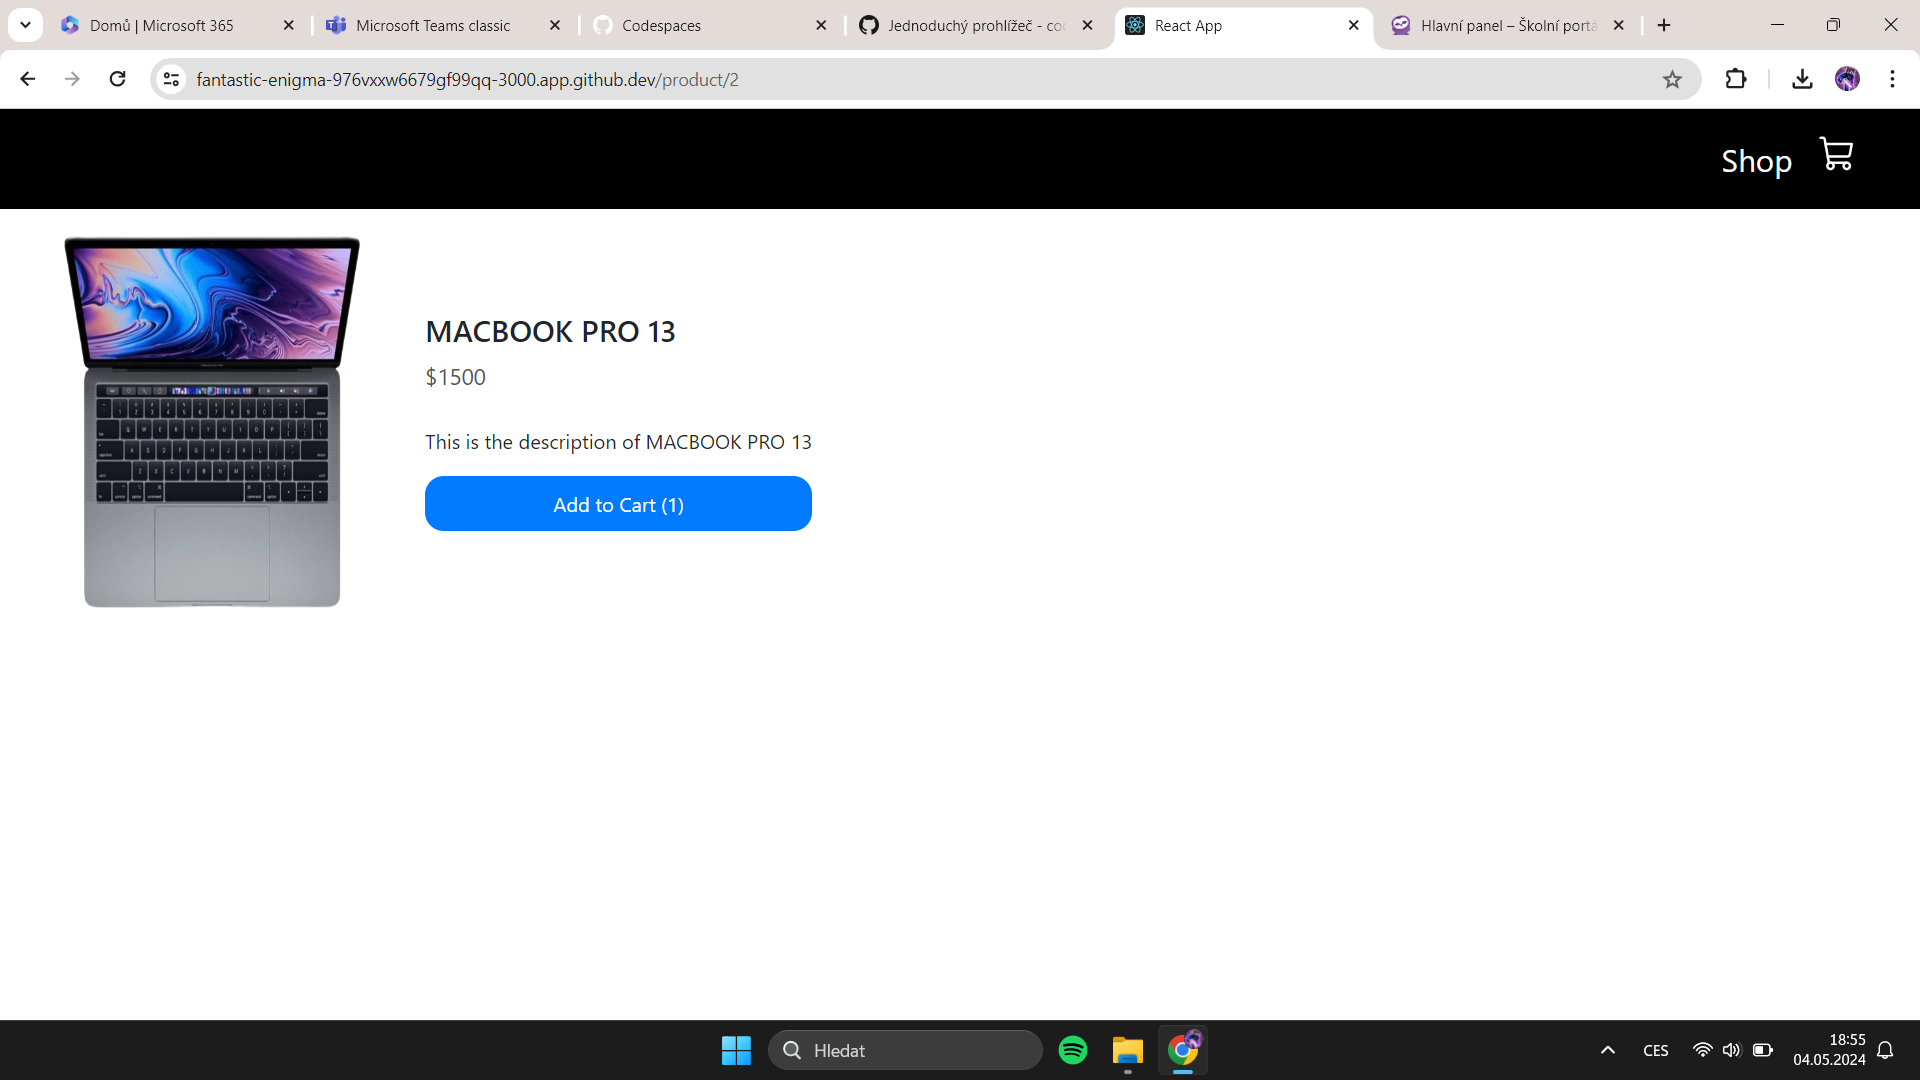 Domů | Microsoft 365
Microsoft Teams classic
Codespaces
Jednoduchý prohlížeč - co
React App
Hlavní panel – Školní portá
fantastic-enigma-976vxxw6679gf99qq-3000.app.github.dev/product/2
Shop
MACBOOK PRO 13
$1500
This is the description of MACBOOK PRO 13
Add to Cart (1)
Hledat
CES
18:55
04.05.2024